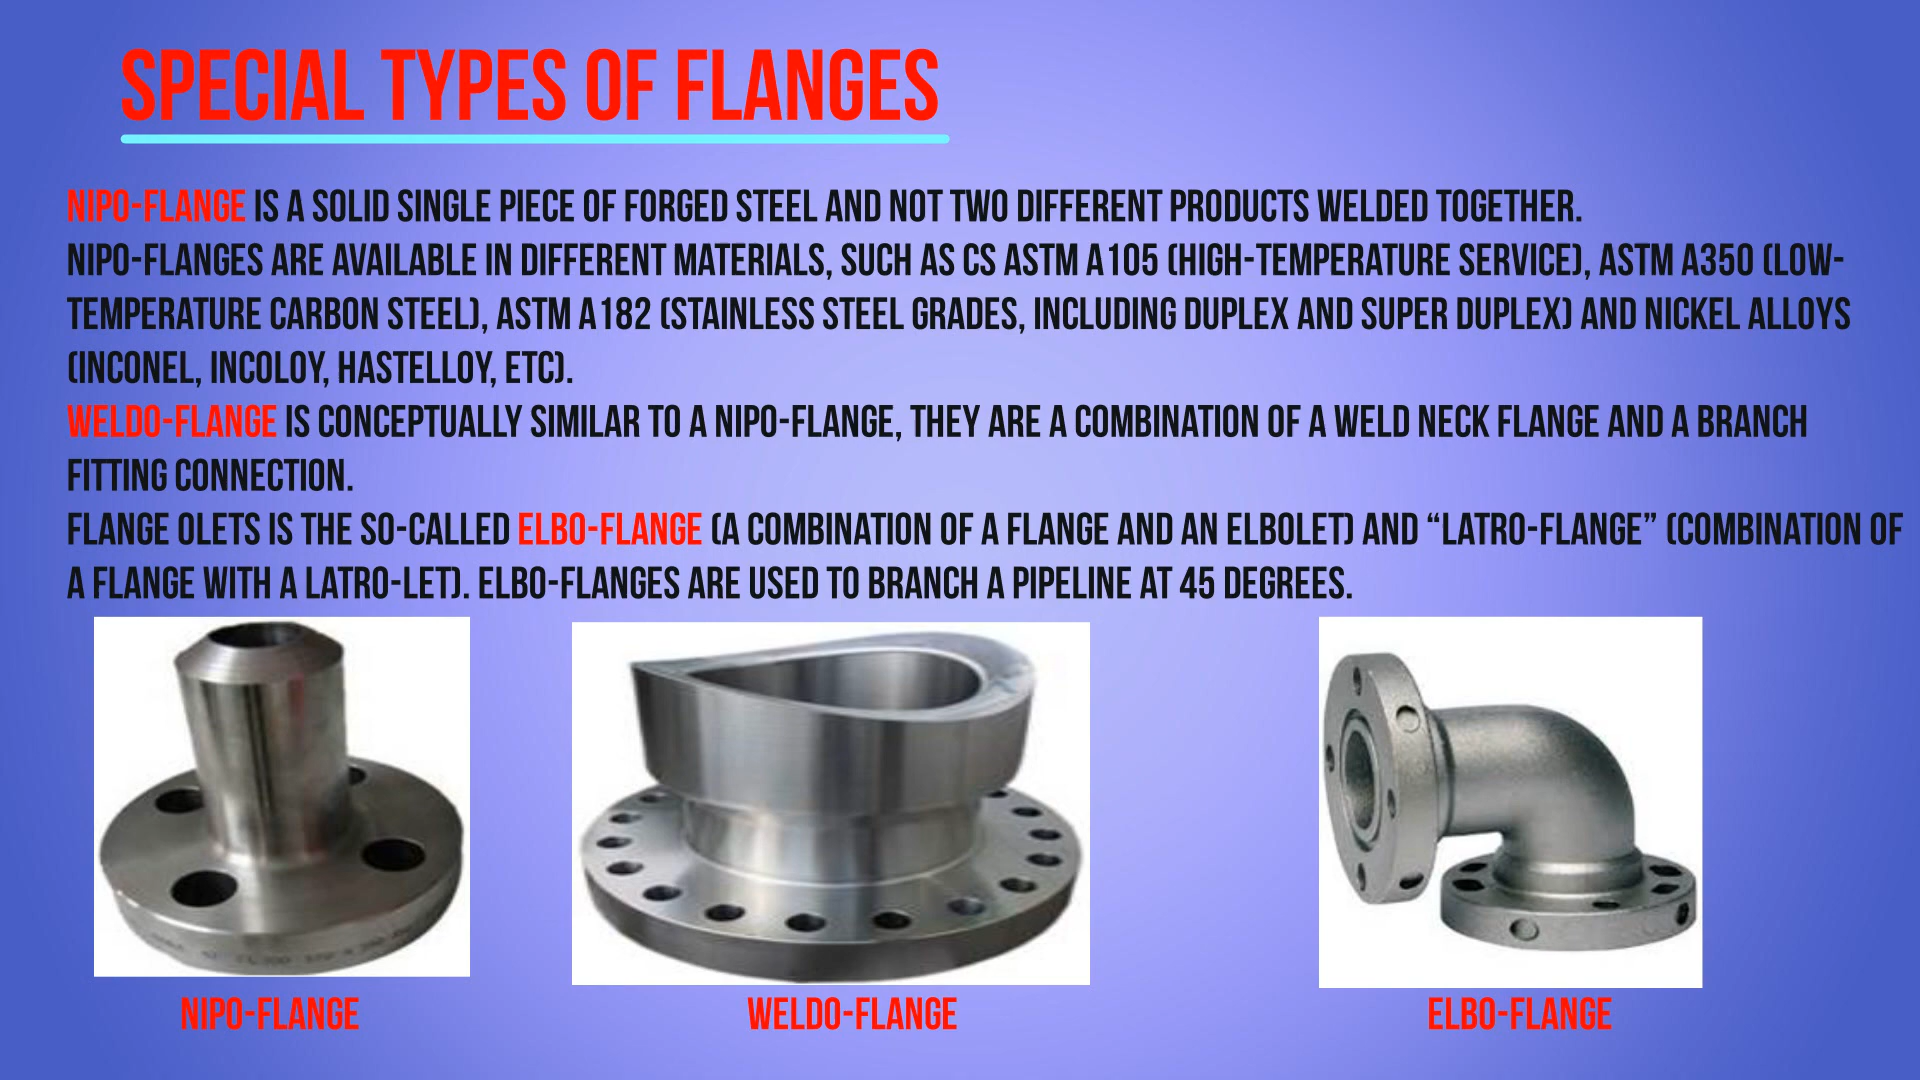 SPECIAL TYPES OF FLANGES
NIPO-FLANGE IS A SOLID SINGLE PIECE OF FORGED STEEL AND NOT TWO DIFFERENT PRODUCTS WELDED TOGETHER.
NIPO-FLANGES ARE AVAILABLE IN DIFFERENT MATERIALS, SUCH AS CS ASTM A105 (HIGH-TEMPERATURE SERVICE), ASTM A350 (LOW-
TEMPERATURE CARBON STEEL), ASTM A182 (STAINLESS STEEL GRADES, INCLUDING DUPLEX AND SUPER DUPLEX) AND NICKEL ALLOYS
(INCONEL, INCOLOY, HASTELLOY, ETC).
WELDO-FLANGE IS CONCEPTUALLY SIMILAR TO A NIPO-FLANGE, THEY ARE A COMBINATION OF A WELD NECK FLANGE AND A BRANCH
FITTING CONNECTION.
FLANGE OLETS IS THE SO-CALLED ELBO-FLANGE (A COMBINATION OF A FLANGE AND AN ELBOLET) AND “LATRO-FLANGE” (COMBINATION OF
A FLANGE WITH A LATRO-LET). ELBO-FLANGES ARE USED TO BRANCH A PIPELINE AT 45 DEGREES.
NIPO-FLANGE
WELDO-FLANGE
ELBO-FLANGE